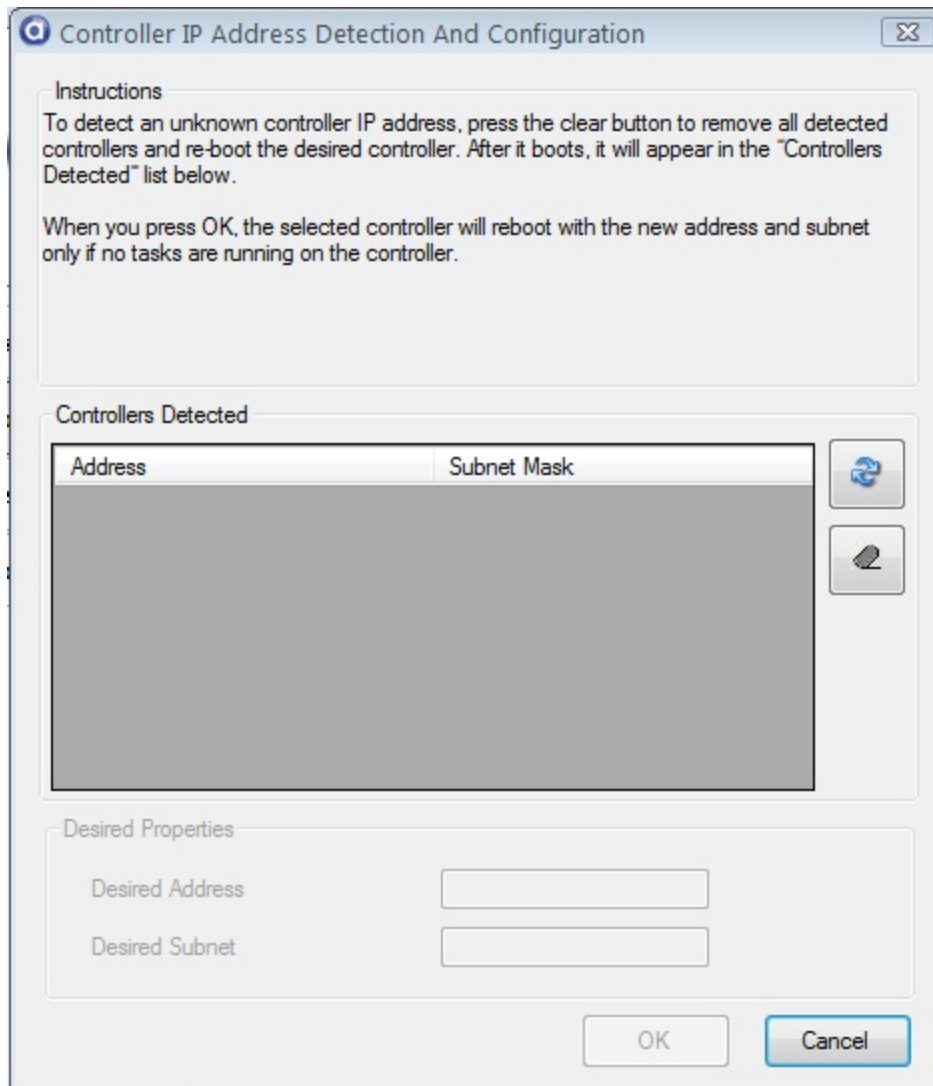 Controller IP Address Detection And Configuration
Instructions
To detect an unknown controller IP address, press the clear button to remove all detected
controllers and re-boot the desired controller. After it boots, it will appear in the "Controllers
Detected" list below.
When you press OK, the selected controller will reboot with the new address and subnet
only if no tasks are running on the controller.
Controllers Detected
Address Subnet Mask
Desired Properties
Desired Address
Desired Subnet
OK Cancel